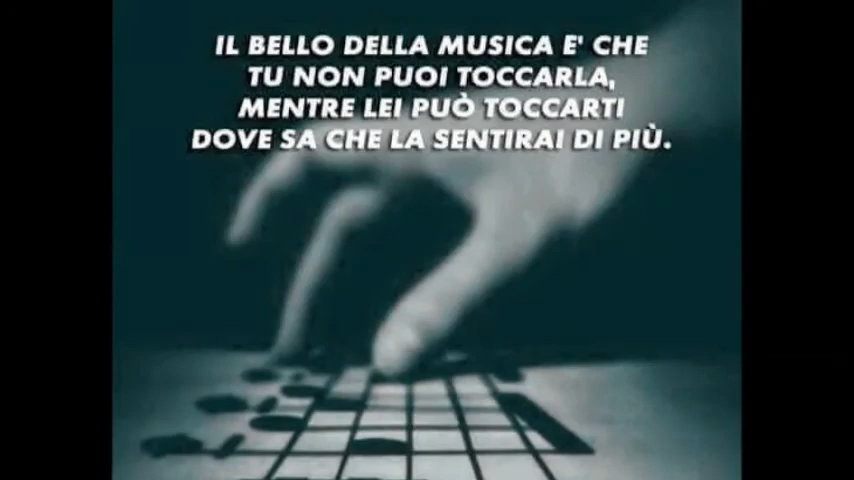 IL BELLO DELLA MUSICA E' CHE
TU NON PUOI TOCCARLA,
MENTRE LEI PUÒ TOCCARTI
DOVE SA CHE LA SENTIRAI DI PIÙ.